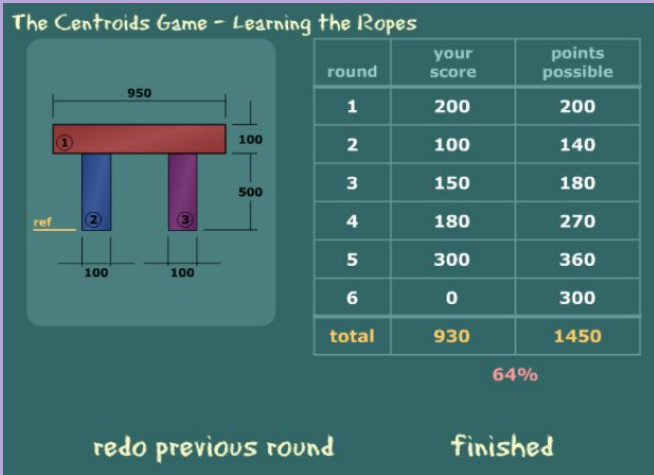 The Centroids Game - Learning the Ropes
950
1
100
500
ref
2
3
100
100
round your score points possible
1 200 200
2 100 140
3 150 180
4 180 270
5 300 360
6 0 300
total 930 1450
64%
redo previous round
finished